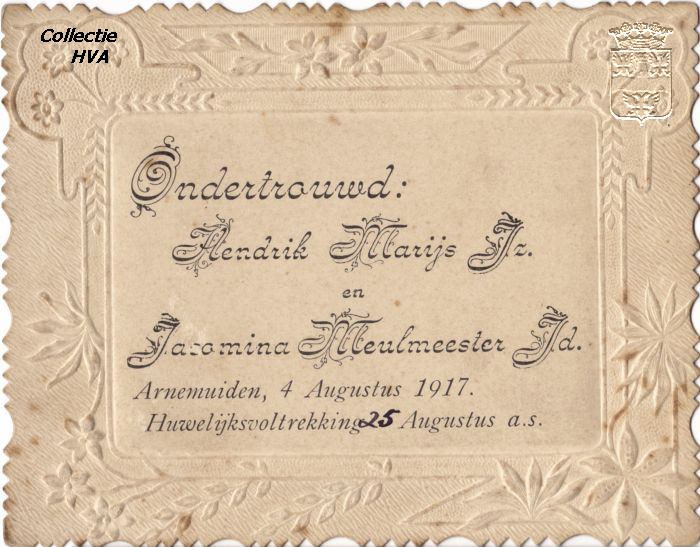 Collectie
HVA
Ondertrouwd:
Hendrik Marijs Jz.
en
Jacomina Meulmeester Jd.
Arnemuiden, 4 Augustus 1917.
Huwelijksvoltrekking 25 Augustus a.s.